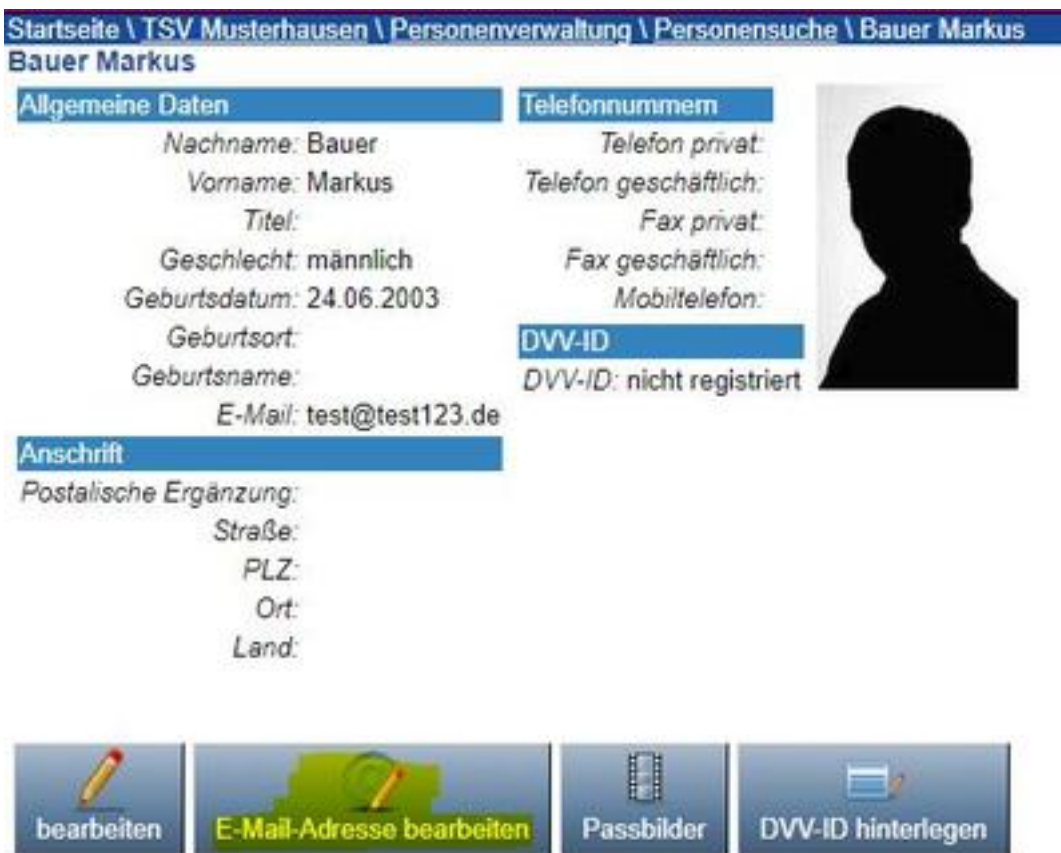 Startseite \ TSV Musterhausen \ Personenverwaltung \ Personensuche \ Bauer Markus
Bauer Markus
Allgemeine Daten
Nachname: Bauer
Vorname: Markus
Titel:
Geschlecht: männlich
Geburtsdatum: 24.06.2003
Geburtsort:
Geburtsname:
E-Mail: test@test123.de
Anschrift
Postalische Ergänzung:
Straße:
PLZ:
Ort:
Land:
Telefonnummern
Telefon privat:
Telefon geschäftlich:
Fax privat:
Fax geschäftlich:
Mobiltelefon:
DVV-ID
DVV-ID: nicht registriert
bearbeiten
E-Mail-Adresse bearbeiten
Passbilder
DVV-ID hinterlegen